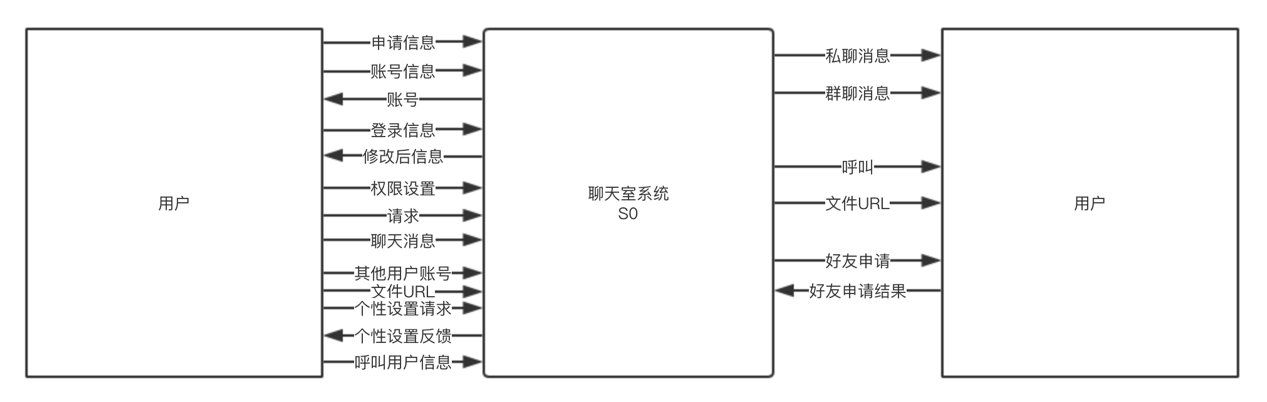 用户
申请信息
账号信息
账号
登录信息
修改后信息
权限设置
请求
聊天消息
其他用户账号
文件URL
个性设置请求
个性设置反馈
呼叫用户信息
聊天室系统
S0
私聊消息
群聊消息
呼叫
文件URL
好友申请
好友申请结果
用户